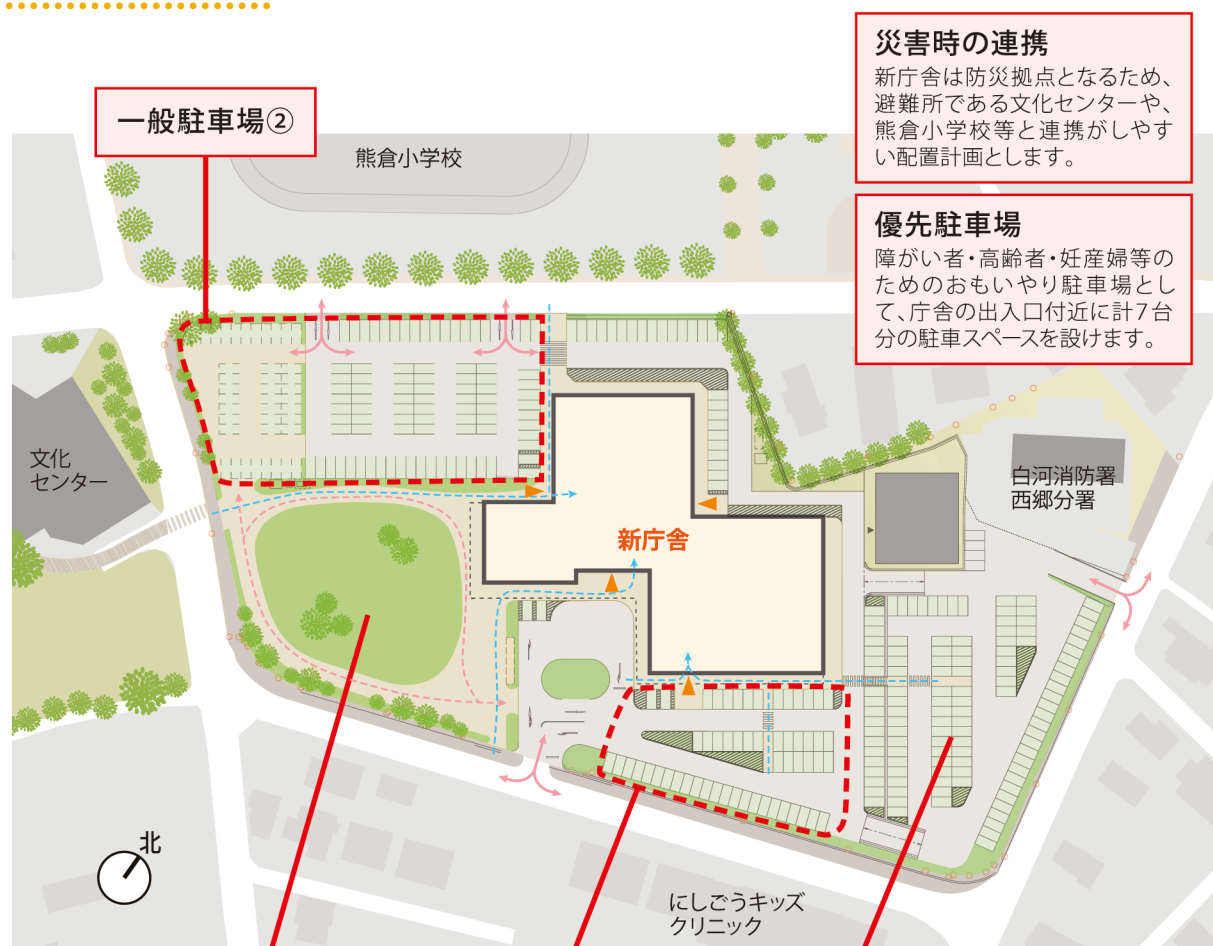 災害時の連携
新庁舎は防災拠点となるため、
避難所である文化センターや、
熊倉小学校等と連携がしやす
い配置計画とします。
一般駐車場②
熊倉小学校
優先駐車場
障がい者・高齢者・妊産婦等の
ためのおもいやり駐車場とし
て、庁舎の出入口付近に計7台
分の駐車スペースを設けます。
文化
センター
白河消防署
西郷分署
新庁舎
北
にしごうキッズ
クリニック